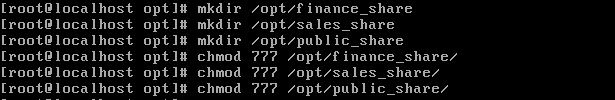 [root@localhost opt]# mkdir /opt/finance_share
[root@localhost opt]# mkdir /opt/sales_share
[root@localhost opt]# mkdir /opt/public_share
[root@localhost opt]# chmod 777 /opt/finance_share/
[root@localhost opt]# chmod 777 /opt/sales_share/
[root@localhost opt]# chmod 777 /opt/public_share/